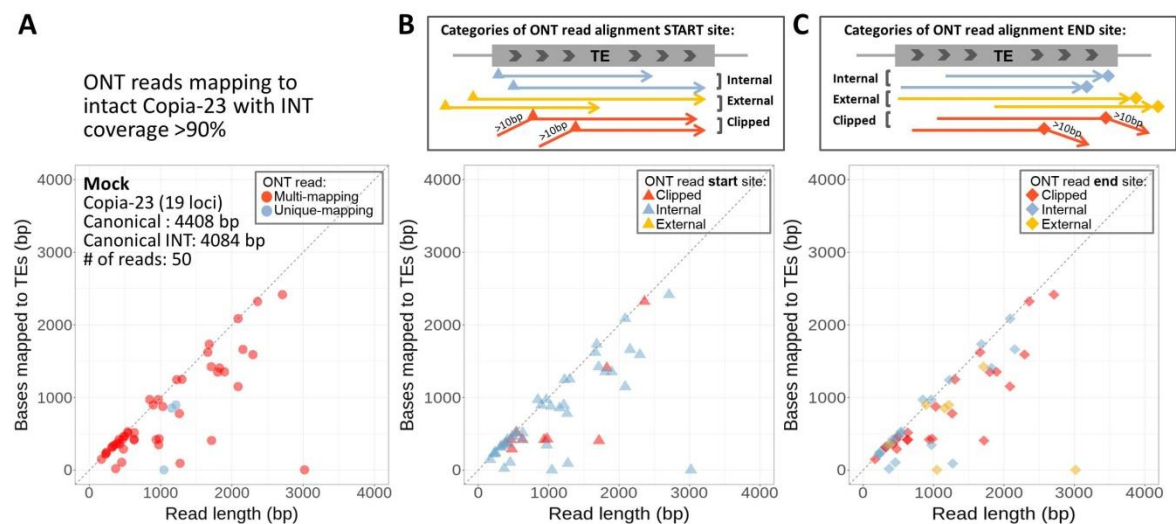 A
ONT reads mapping to
intact Copia-23 with INT
coverage >90%
Mock
Copia-23 (19 loci)
Canonical : 4408 bp
Canonical INT: 4084 bp
# of reads: 50
ONT read:
Multi-mapping
Unique-mapping
Bases mapped to TEs (bp)
4000
3000
2000
1000
0
0 1000 2000 3000 4000
Read length (bp)
B
Categories of ONT read alignment START site:
TE
Internal
External
Clipped
>10bp
>10bp
ONT read start site:
Clipped
Internal
External
Bases mapped to TEs (bp)
4000
3000
2000
1000
0
0 1000 2000 3000 4000
Read length (bp)
C
Categories of ONT read alignment END site:
TE
Internal
External
Clipped
>10bp
>10bp
ONT read end site:
Clipped
Internal
External
Bases mapped to TEs (bp)
4000
3000
2000
1000
0
0 1000 2000 3000 4000
Read length (bp)